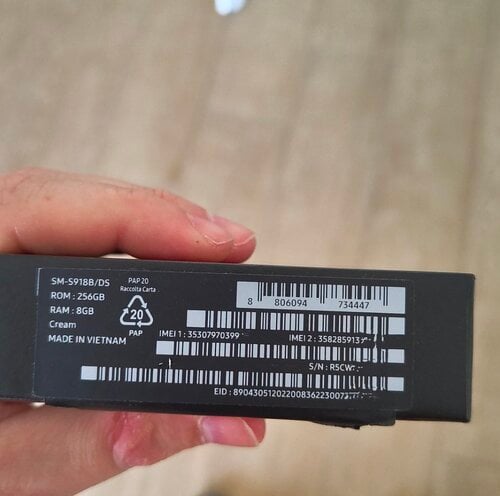 SM-S918B/DS
ROM : 256GB
RAM : 8GB
Cream
MADE IN VIETNAM
PAP 20
Raccolta Carta
20
PAP
8 806094 734447
IMEI 1 : 35307970399
IMEI 2 : 35828591
S/N : R5CW
EID : 89043051202200836223007